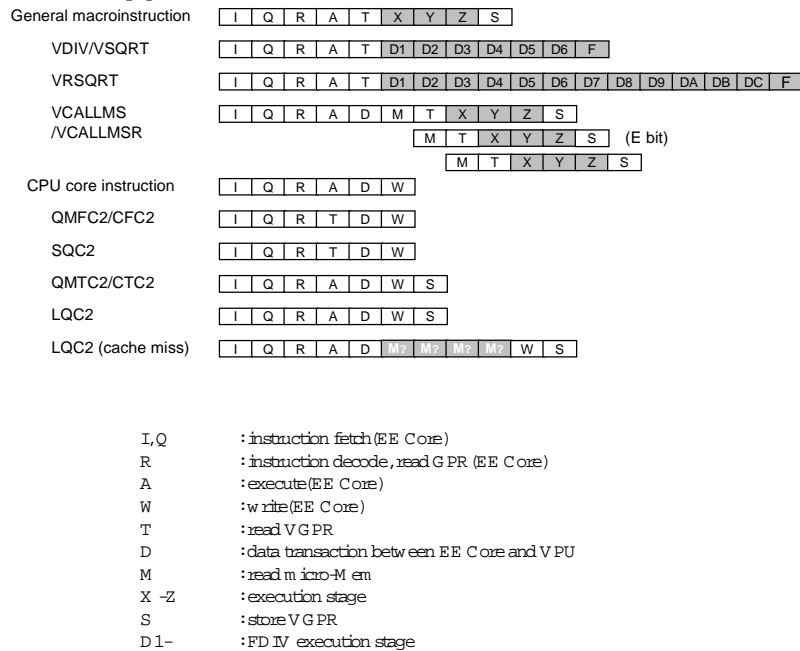 General macroinstruction I Q R A T X Y Z S
VDIV/VSQRT I Q R A T D1 D2 D3 D4 D5 D6 F
VRSQRT I Q R A T D1 D2 D3 D4 D5 D6 D7 D8 D9 DA DB DC F
VCALLMS I Q R A D M T X Y Z S
/VCALLMSR M T X Y Z S (E bit)
M T X Y Z S
CPU core instruction I Q R A D W
QMFC2/CFC2 I Q R T D W
SQC2 I Q R T D W
QMTC2/CTC2 I Q R A D W S
LQC2 I Q R A D W S
LQC2 (cache miss) I Q R A D M? M? M? M? W S
I,Q :instruction fetch(EE Core)
R :instruction decode,read GPR (EE Core)
A :execute(EE Core)
W :write(EE Core)
T :read VGPR
D :data transaction between EE Core and VPU
M :read micro-Mem
X -Z :execution stage
S :store VGPR
D1- :FDIV execution stage